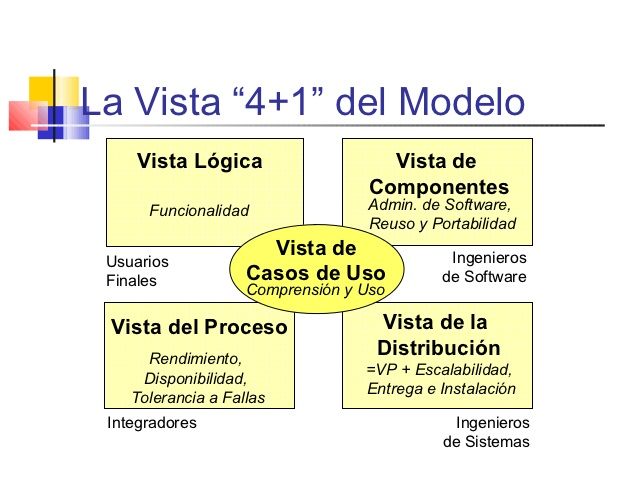 La Vista “4+1” del Modelo
Vista Lógica
Funcionalidad
Usuarios
Finales
Vista de
Componentes
Admin. de Software,
Reuso y Portabilidad
Ingenieros
de Software
Vista de
Casos de Uso
Comprensión y Uso
Vista del Proceso
Rendimiento,
Disponibilidad,
Tolerancia a Fallas
Integradores
Vista de la
Distribución
=VP + Escalabilidad,
Entrega e Instalación
Ingenieros
de Sistemas